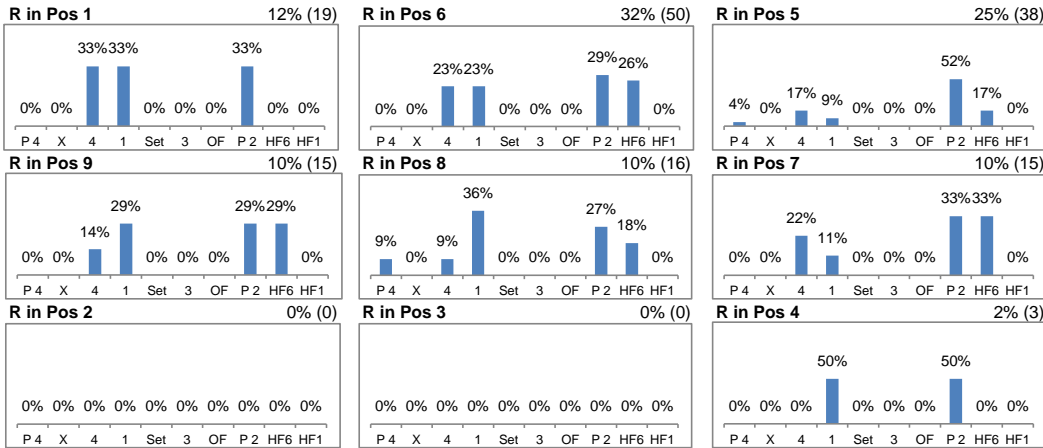 R in Pos 1 12% (19)
33% 33% 33%
0% 0% 0% 0% 0% 0% 0%
P 4 X 4 1 Set 3 OF P 2 HF6 HF1
R in Pos 6 32% (50)
29% 26%
23% 23%
0% 0% 0% 0% 0% 0%
P 4 X 4 1 Set 3 OF P 2 HF6 HF1
R in Pos 5 25% (38)
52%
17% 9% 17%
4% 0% 0% 0% 0% 0%
P 4 X 4 1 Set 3 OF P 2 HF6 HF1
R in Pos 9 10% (15)
29% 29% 29%
14%
0% 0% 0% 0% 0% 0%
P 4 X 4 1 Set 3 OF P 2 HF6 HF1
R in Pos 8 10% (16)
36%
27%
18%
9% 0% 9% 0% 0% 0% 0%
P 4 X 4 1 Set 3 OF P 2 HF6 HF1
R in Pos 7 10% (15)
33% 33%
22%
11%
0% 0% 0% 0% 0% 0%
P 4 X 4 1 Set 3 OF P 2 HF6 HF1
R in Pos 2 0% (0)
0% 0% 0% 0% 0% 0% 0% 0% 0% 0%
P 4 X 4 1 Set 3 OF P 2 HF6 HF1
R in Pos 3 0% (0)
0% 0% 0% 0% 0% 0% 0% 0% 0% 0%
P 4 X 4 1 Set 3 OF P 2 HF6 HF1
R in Pos 4 2% (3)
50% 50%
0% 0% 0% 0% 0% 0% 0% 0%
P 4 X 4 1 Set 3 OF P 2 HF6 HF1